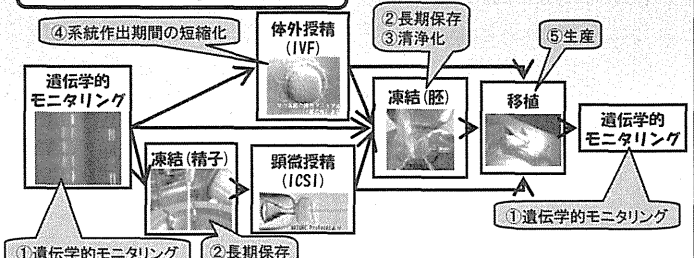 ④系統作出期間の短縮化
体外授精
(IVF)
②長期保存
③清浄化
⑤生産
遺伝学的
モニタリング
凍結(胚)
移植
遺伝学的
モニタリング
凍結(精子)
顕微授精
(ICSI)
①遺伝学的モニタリング
①遺伝学的モニタリング
②長期保存